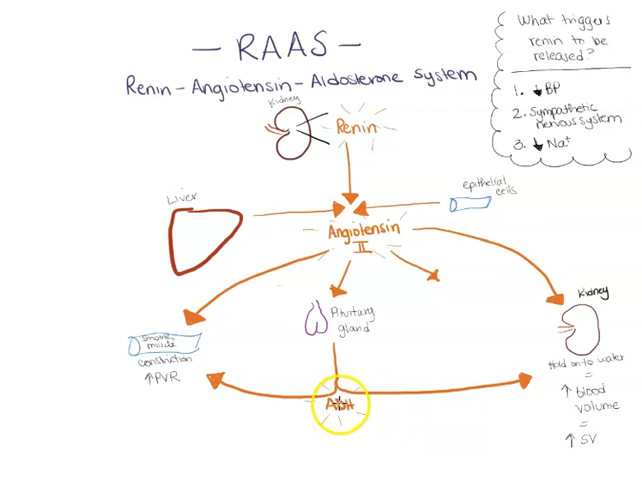 - RAAS -
Renin - Angiotensin - Aldosterone System
What triggers
renin to be
released?
1. ↓ BP
2. Sympathetic
nervous system
3. ↓ Na+
Kidney
Renin
Liver
epithelial
cells
Angiotensin
II
Smooth
muscle
constriction
↑PVR
Pituitary
gland
Kidney
Hold on to water
=
↑ blood
volume
=
↑ SV
ADH